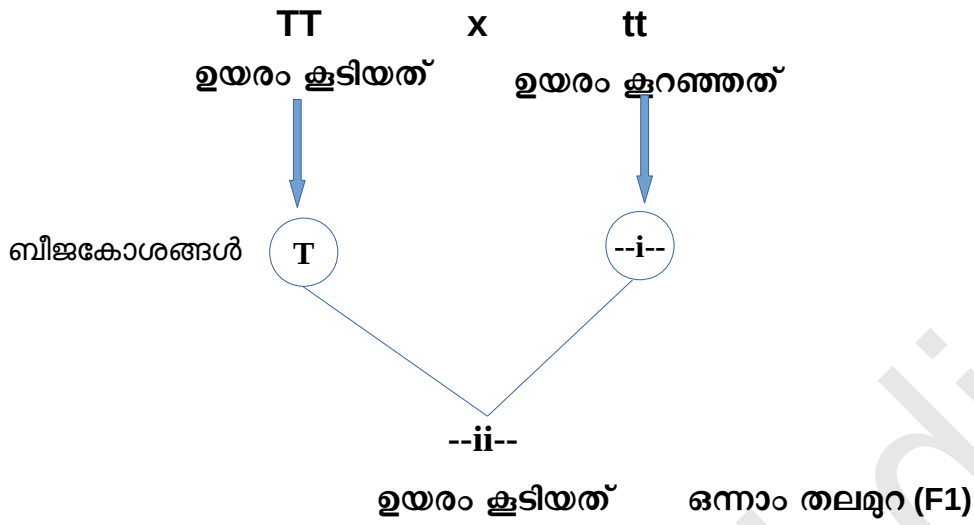 TT x tt
ഉയരം കൂടിയത് ഉയരം കുറഞ്ഞത്
ബീജകോശങ്ങൾ T --i--
--ii--
ഉയരം കൂടിയത് ഒന്നാം തലമുറ (F1)